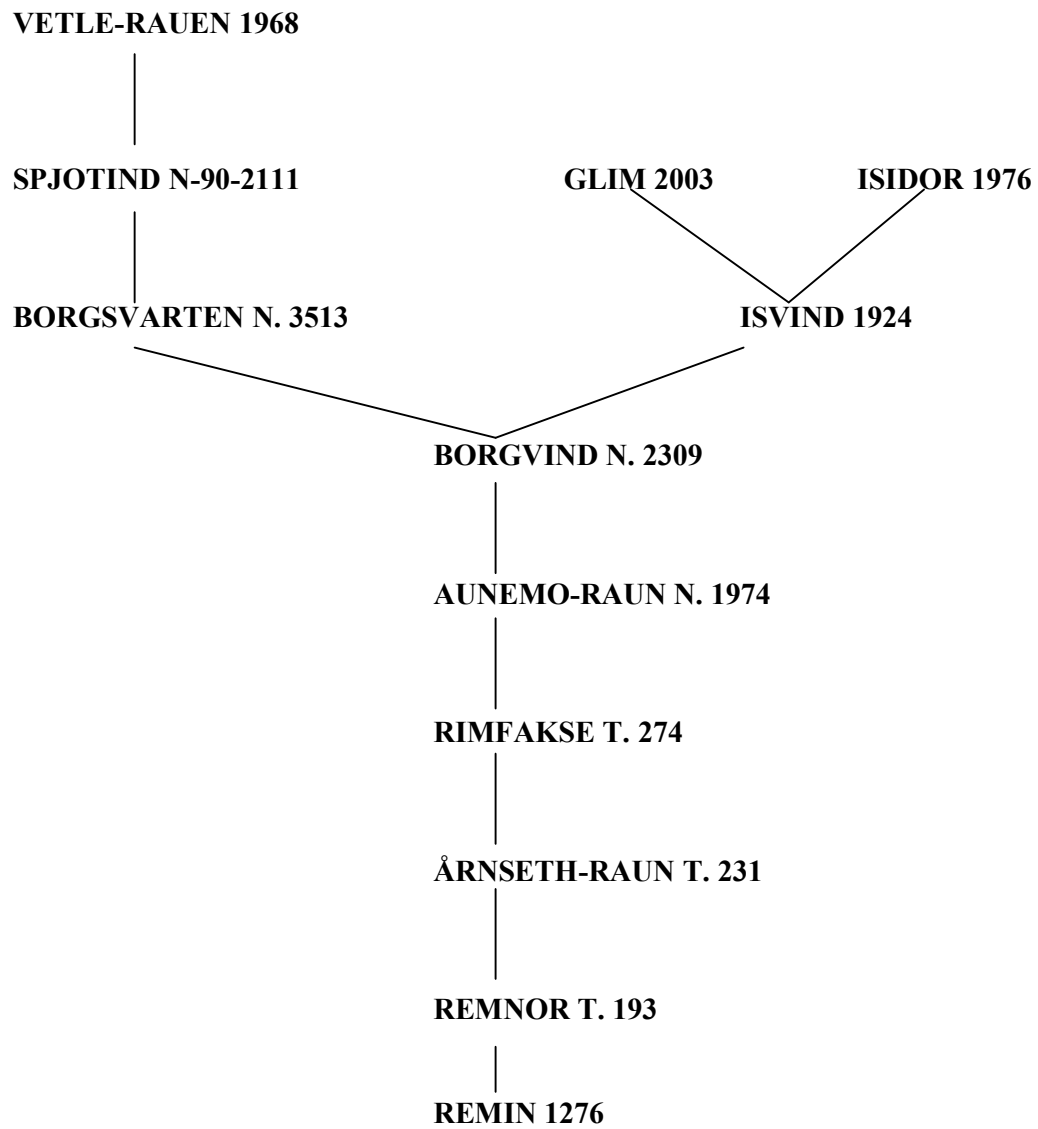 VETLE-RAUEN 1968
SPJOTIND N-90-2111 GLIM 2003 ISIDOR 1976
BORGSVARTEN N. 3513 ISVIND 1924
BORGVIND N. 2309
AUNEMO-RAUN N. 1974
RIMFAKSE T. 274
ÅRNSETH-RAUN T. 231
REMNOR T. 193
REMIN 1276